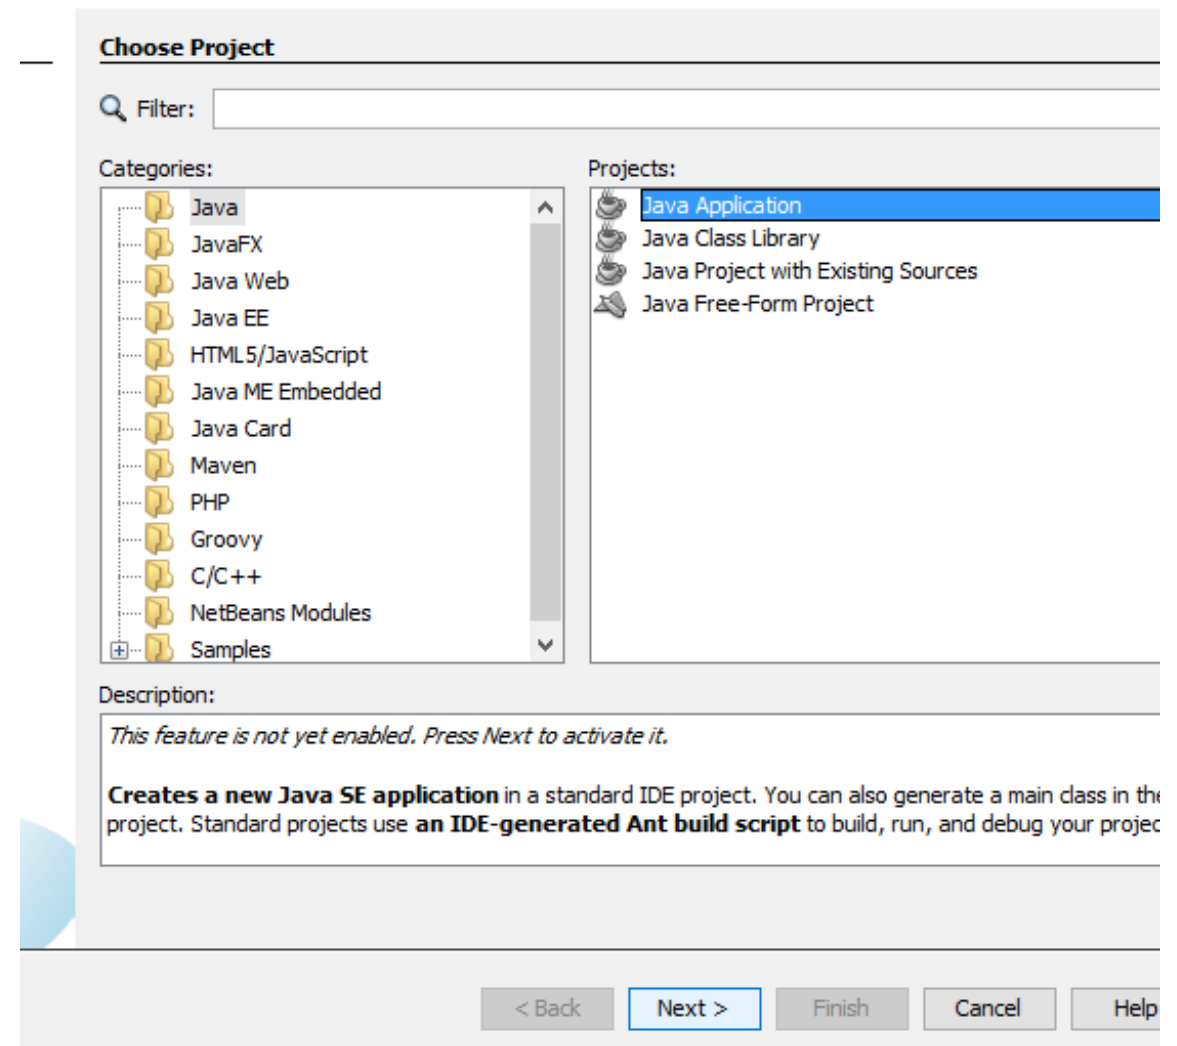 Choose Project
Filter:
Categories:
Projects:
Java
JavaFX
Java Web
Java EE
HTML5/JavaScript
Java ME Embedded
Java Card
Maven
PHP
Groovy
C/C++
NetBeans Modules
Samples
Java Application
Java Class Library
Java Project with Existing Sources
Java Free-Form Project
Description:
This feature is not yet enabled. Press Next to activate it.
Creates a new Java SE application in a standard IDE project. You can also generate a main class in the
project. Standard projects use an IDE-generated Ant build script to build, run, and debug your projec
< Back
Next >
Finish
Cancel
Help